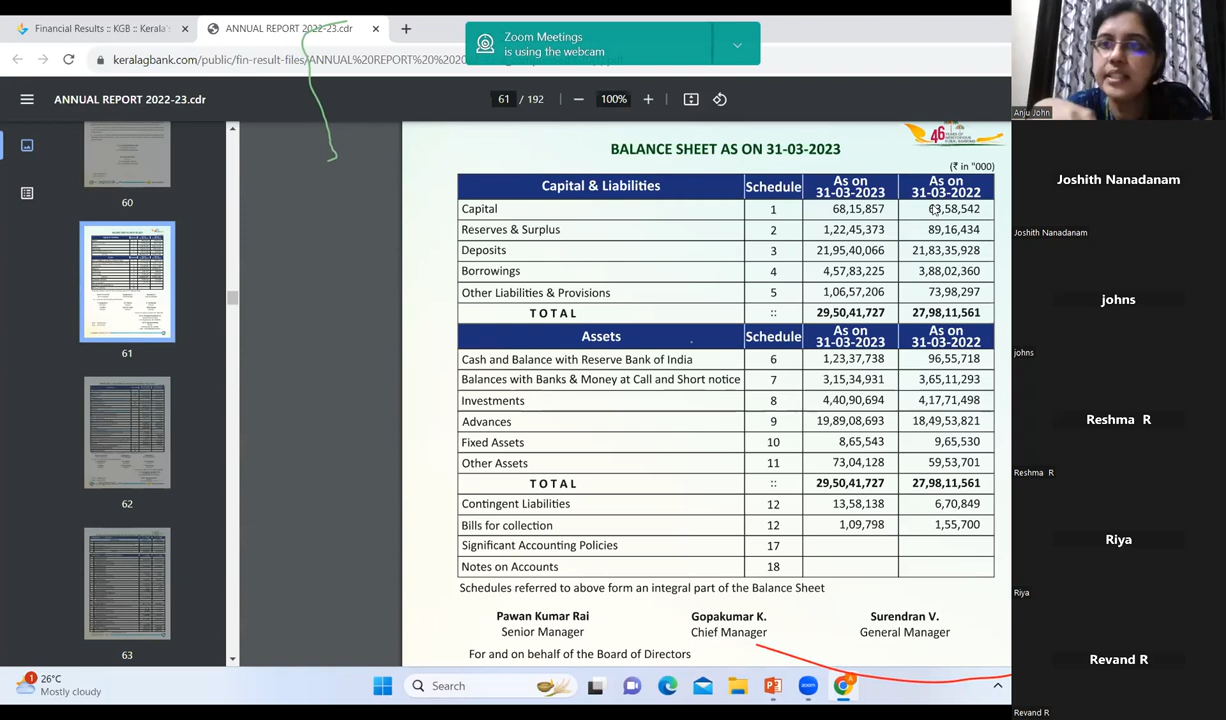 Financial Results :: KGB :: Kerala's
ANNUAL REPORT 2022-23.cdr
Zoom Meetings
is using the webcam
keralagbank.com/public/fin-result-files/ANNUAL%20REPORT%20%20
ANNUAL REPORT 2022-23.cdr
61 / 192
100%
60
61
62
63
46
BALANCE SHEET AS ON 31-03-2023
(₹ in "000)
Capital & Liabilities Schedule As on 31-03-2023 As on 31-03-2022
Capital 1 68,15,857 63,58,542
Reserves & Surplus 2 1,22,45,373 89,16,434
Deposits 3 21,95,40,066 21,83,35,928
Borrowings 4 4,57,83,225 3,88,02,360
Other Liabilities & Provisions 5 1,06,57,206 73,98,297
T O T A L :: 29,50,41,727 27,98,11,561
Assets Schedule As on 31-03-2023 As on 31-03-2022
Cash and Balance with Reserve Bank of India 6 1,23,37,738 96,55,718
Balances with Banks & Money at Call and Short notice 7 3,15,34,931 3,65,11,293
Investments 8 4,40,90,694 4,17,71,498
Advances 9 19,89,08,693 18,49,53,821
Fixed Assets 10 8,65,543 9,65,530
Other Assets 11 73,04,128 59,53,701
T O T A L :: 29,50,41,727 27,98,11,561
Contingent Liabilities 12 13,58,138 6,70,849
Bills for collection 12 1,09,798 1,55,700
Significant Accounting Policies 17
Notes on Accounts 18
Schedules referred to above form an integral part of the Balance Sheet
Pawan Kumar Rai Gopakumar K. Surendran V.
Senior Manager Chief Manager General Manager
For and on behalf of the Board of Directors
26°C
Mostly cloudy
Search
Anju John
Joshith Nanadanam
Joshith Nanadanam
johns
johns
Reshma R
Reshma R
Riya
Riya
Revand R
Revand R